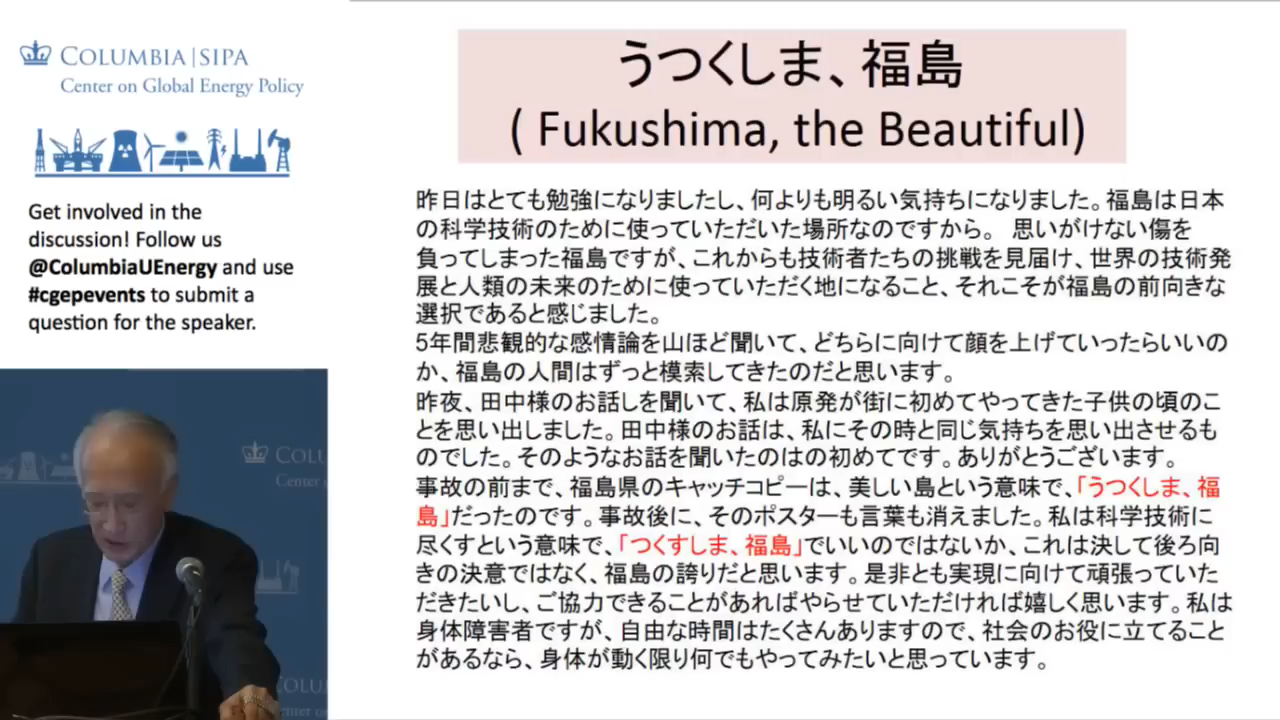 COLUMBIA | SIPA
Center on Global Energy Policy
Get involved in the
discussion! Follow us
@ColumbiaUEnergy and use
#cgepevents to submit a
question for the speaker.
うつくしま、福島
( Fukushima, the Beautiful)
昨日はとても勉強になりましたし、何よりも明るい気持ちになりました。福島は日本
の科学技術のために使っていただいた場所なのですから。 思いがけない傷を
負ってしまった福島ですが、これからも技術者たちの挑戦を見届け、世界の技術発
展と人類の未来のために使っていただく地になること、それこそが福島の前向きな
選択であると感じました。
5年間悲観的な感情論を山ほど聞いて、どちらに向けて顔を上げていったらいいの
か、福島の人間はずっと模索してきたのだと思います。
昨夜、田中様のお話しを聞いて、私は原発が街に初めてやってきた子供の頃のこ
とを思い出しました。田中様のお話は、私にその時と同じ気持ちを思い出させるも
のでした。そのようなお話を聞いたのはの初めてです。ありがとうございます。
事故の前まで、福島県のキャッチコピーは、美しい島という意味で、「うつくしま、福
島」だったのです。事故後に、そのポスターも言葉も消えました。私は科学技術に
尽くすという意味で、「つくすしま、福島」でいいのではないか、これは決して後ろ向
きの決意ではなく、福島の誇りだと思います。是非とも実現に向けて頑張っていた
だきたいし、ご協力できることがあればやらせていただければ嬉しく思います。私は
身体障害者ですが、自由な時間はたくさんありますので、社会のお役に立てること
があるなら、身体が動く限り何でもやってみたいと思っています。
COLU
Center